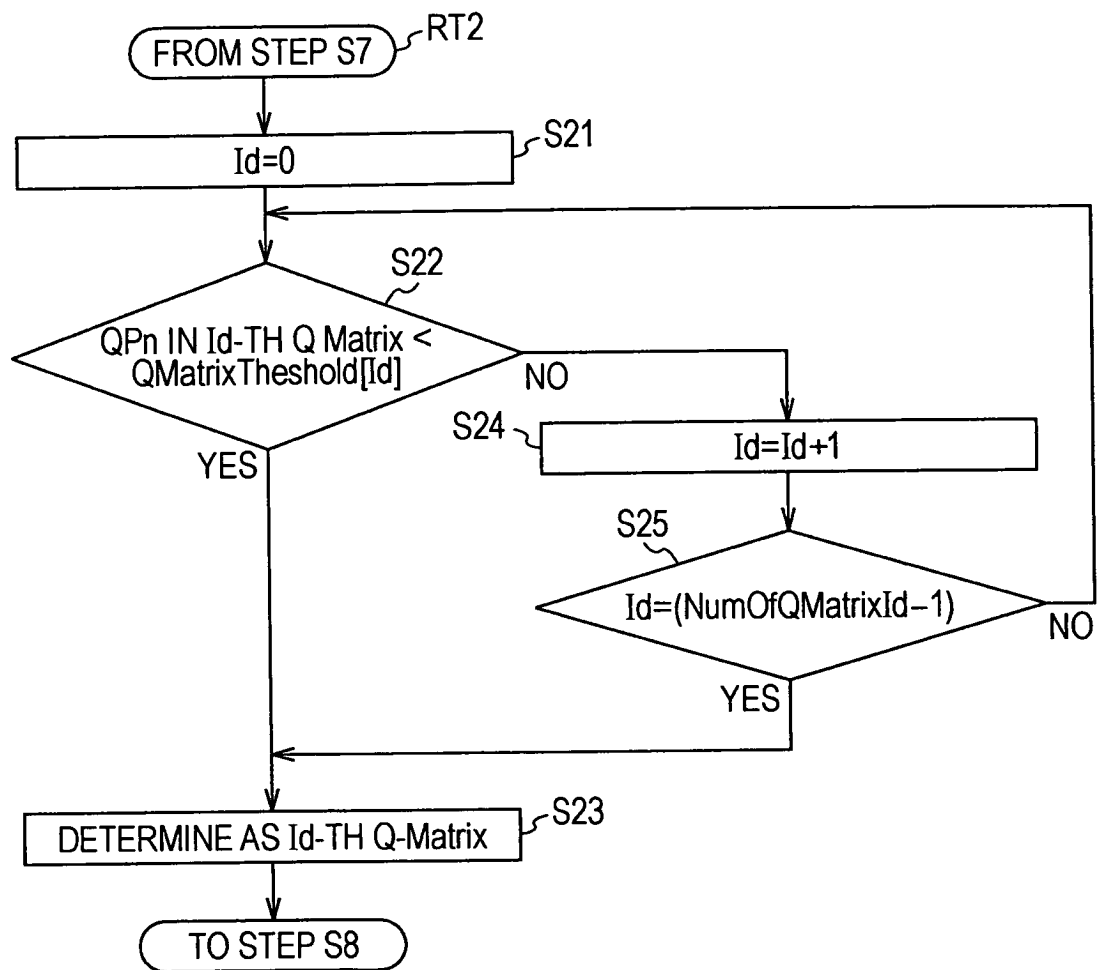 FROM STEP S7
RT2
Id=0
S21
S22
QPn IN Id-TH Q Matrix <
QMatrixTheshold[Id]
NO
YES
S24
Id=Id+1
S25
Id=(NumOfQMatrixId-1)
NO
YES
DETERMINE AS Id-TH Q-Matrix
S23
TO STEP S8